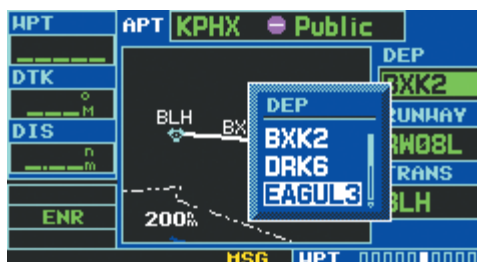 WPT
APT KPHX Public
DEP
_ _ _ _ _
BXK2
DTK
_ _ _ ° M
RUNWAY
RW08L
DIS
_ _ . _ n m
TRANS
BLH
ENR
BLH
BX
200 n m
DEP
BXK2
DRK6
EAGUL3
MSG WPT